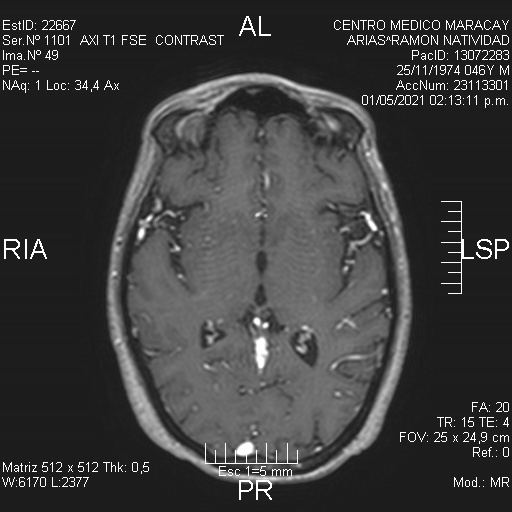 EstID: 22667
Ser.Nº 1101 AXI T1 FSE CONTRAST
Ima.Nº 49
PE= --
NAq: 1 Loc: 34,4 Ax
AL
CENTRO MEDICO MARACAY
ARIAS^RAMON NATIVIDAD
PacID: 13072283
25/11/1974 046Y M
AccNum: 23113301
01/05/2021 02:13:11 p.m.
RIA
LSP
FA: 20
TR: 15 TE: 4
FOV: 25 x 24,9 cm
Ref.: 0
Matriz 512 x 512 Thk: 0,5
W:6170 L:2377
Esc 1=5 mm
PR
Mod.: MR